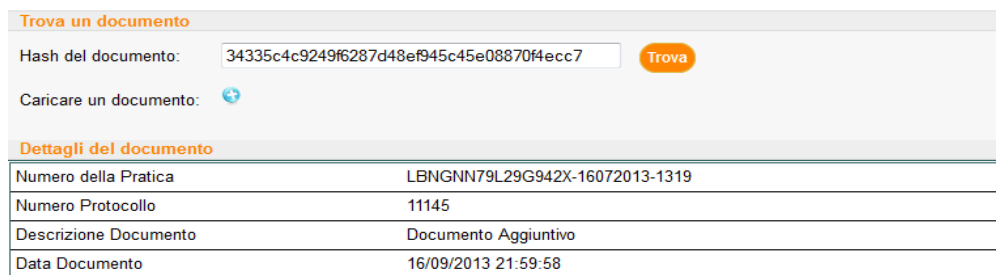 Trova un documento
Hash del documento: 34335c4c9249f6287d48ef945c45e08870f4ecc7 Trova
Caricare un documento:
Dettagli del documento
Numero della Pratica LBNGNN79L29G942X-16072013-1319
Numero Protocollo 11145
Descrizione Documento Documento Aggiuntivo
Data Documento 16/09/2013 21:59:58